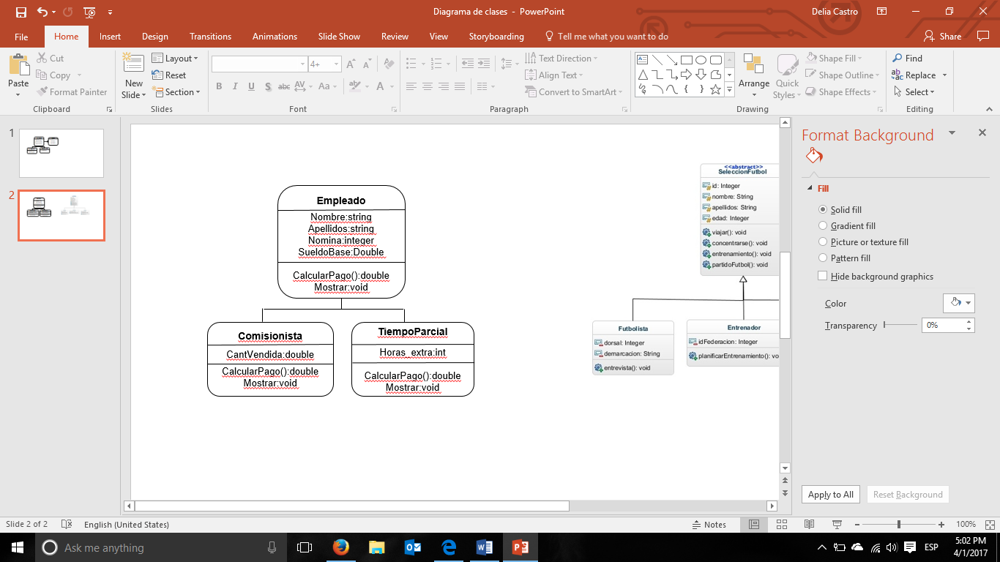 Diagrama de clases - PowerPoint
Delia Castro
File
Home
Insert
Design
Transitions
Animations
Slide Show
Review
View
Storyboarding
Tell me what you want to do
Share
Paste
Cut
Copy
Format Painter
Clipboard
New
Slide
Layout
Reset
Section
Slides
4+
B I U S abc AV Aa A
Font
Text Direction
Align Text
Convert to SmartArt
Paragraph
Arrange
Quick
Styles
Shape Fill
Shape Outline
Shape Effects
Drawing
Find
Replace
Select
Editing
1
2
Empleado
Nombre:string
Apellidos:string
Nomina:integer
SueldoBase:Double
CalcularPago():double
Mostrar:void
Comisionista
CantVendida:double
CalcularPago():double
Mostrar:void
TiempoParcial
Horas_extra:int
CalcularPago():double
Mostrar:void
<<abstract>>
SeleccionFutbol
id: Integer
nombre: String
apellidos: String
edad: Integer
viajar(): void
concentrarse(): void
entrenamiento(): void
partidoFutbol(): void
Futbolista
dorsal: Integer
demarcacion: String
entrevista(): void
Entrenador
idFederacion: Integer
planificarEntrenamiento(): vo
Format Background
Fill
Solid fill
Gradient fill
Picture or texture fill
Pattern fill
Hide background graphics
Color
Transparency
0%
Apply to All
Reset Background
Slide 2 of 2
English (United States)
Notes
100%
Ask me anything
ESP
5:02 PM
4/1/2017